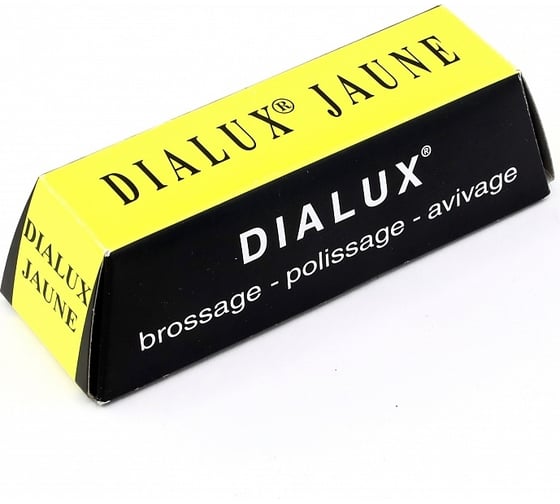 DIALUX® JAUNE
DIALUX®
brossage - polissage - avivage
DIALUX
JAUNE